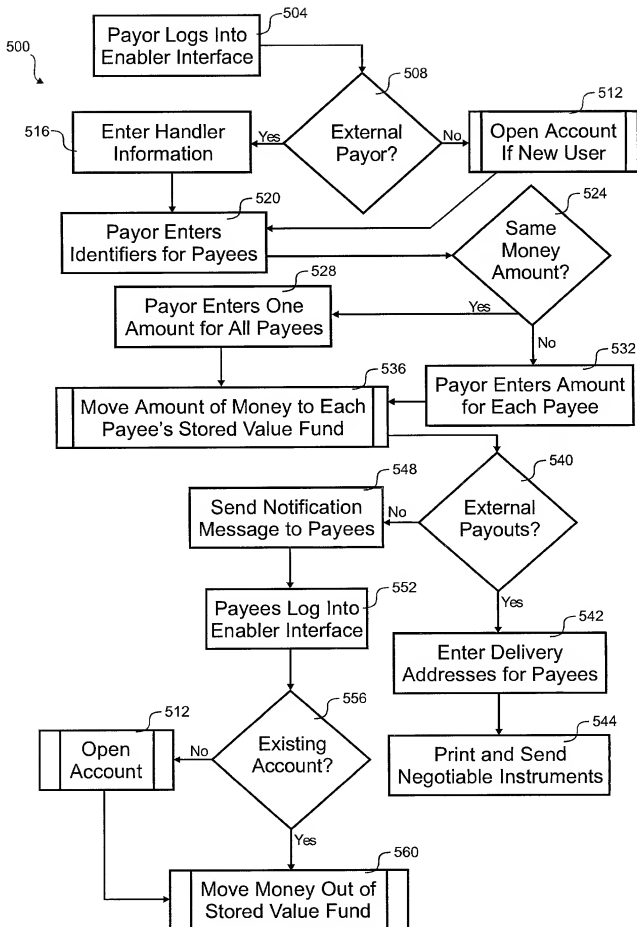 504
Payor Logs Into
Enabler Interface
500
508
External
Payor?
Yes
No
512
Open Account
If New User
516
Enter Handler
Information
520
Payor Enters
Identifiers for Payees
524
Same
Money
Amount?
Yes
No
528
Payor Enters One
Amount for All Payees
532
Payor Enters Amount
for Each Payee
536
Move Amount of Money to Each
Payee's Stored Value Fund
540
External
Payouts?
No
Yes
548
Send Notification
Message to Payees
552
Payees Log Into
Enabler Interface
542
Enter Delivery
Addresses for Payees
544
Print and Send
Negotiable Instruments
556
Existing
Account?
No
Yes
512
Open
Account
560
Move Money Out of
Stored Value Fund